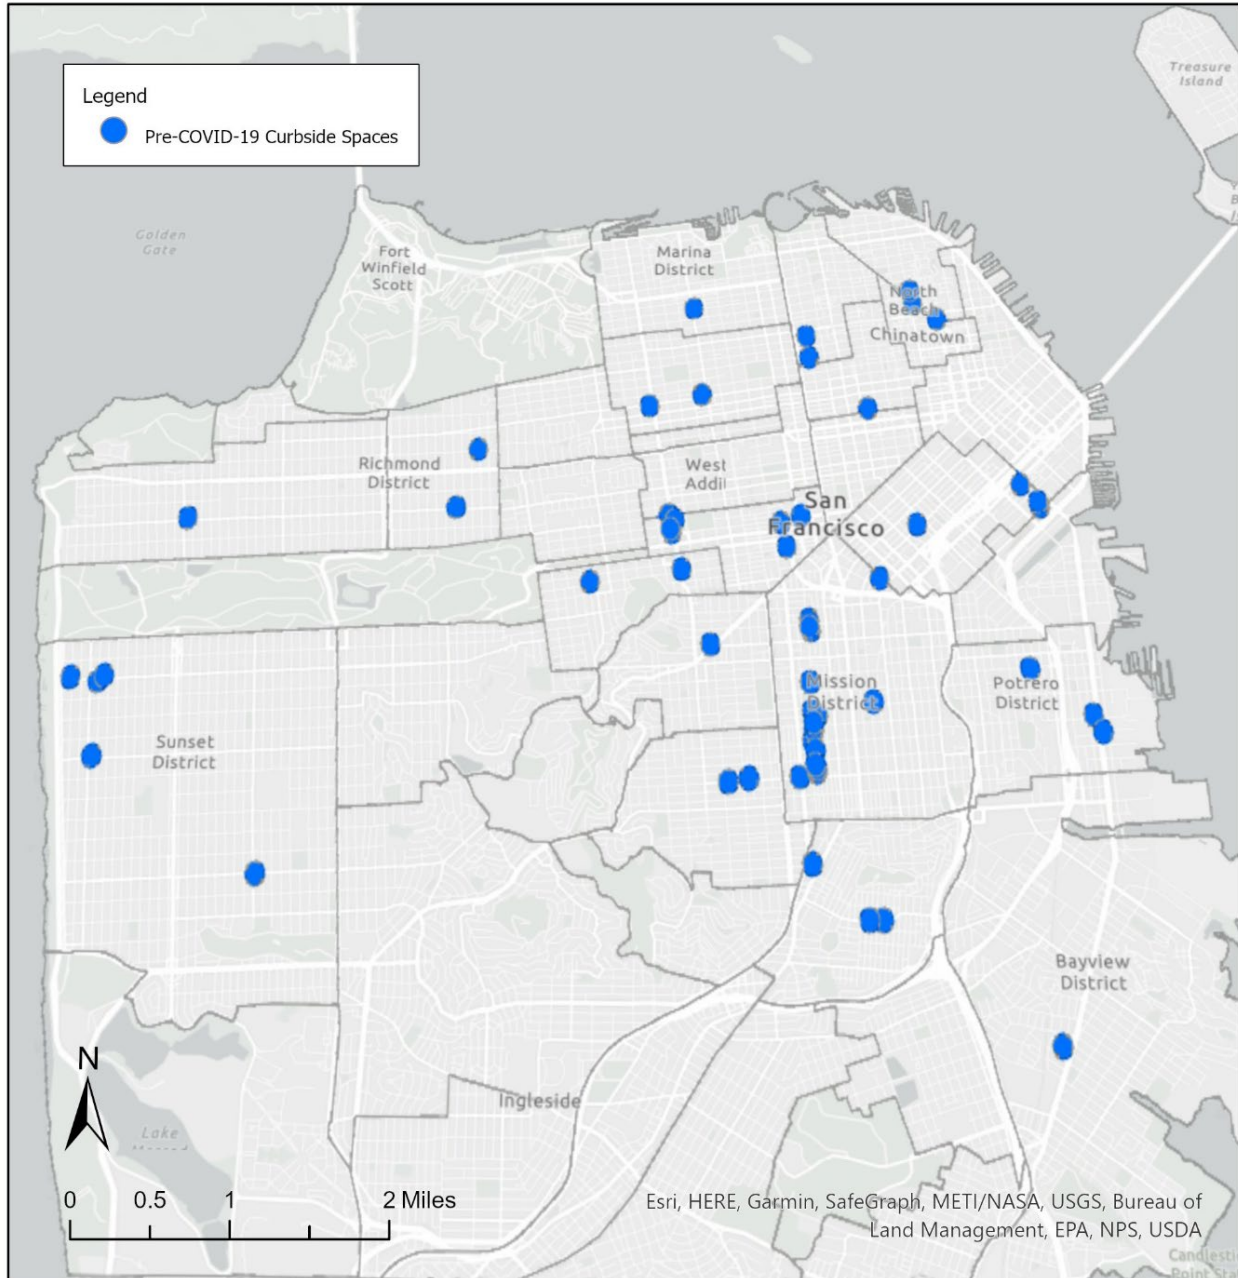 Legend
Pre-COVID-19 Curbside Spaces
Treasure
Island
Golden
Gate
Fort
Winfield
Scott
Marina
District
North
Beach
Chinatown
Richmond
District
West
Addi
San
Francisco
Mission
District
Potrero
District
Sunset
District
Bayview
District
Ingleside
N
Lake
0 0.5 1 2 Miles
Esri, HERE, Garmin, SafeGraph, METI/NASA, USGS, Bureau of
Land Management, EPA, NPS, USDA